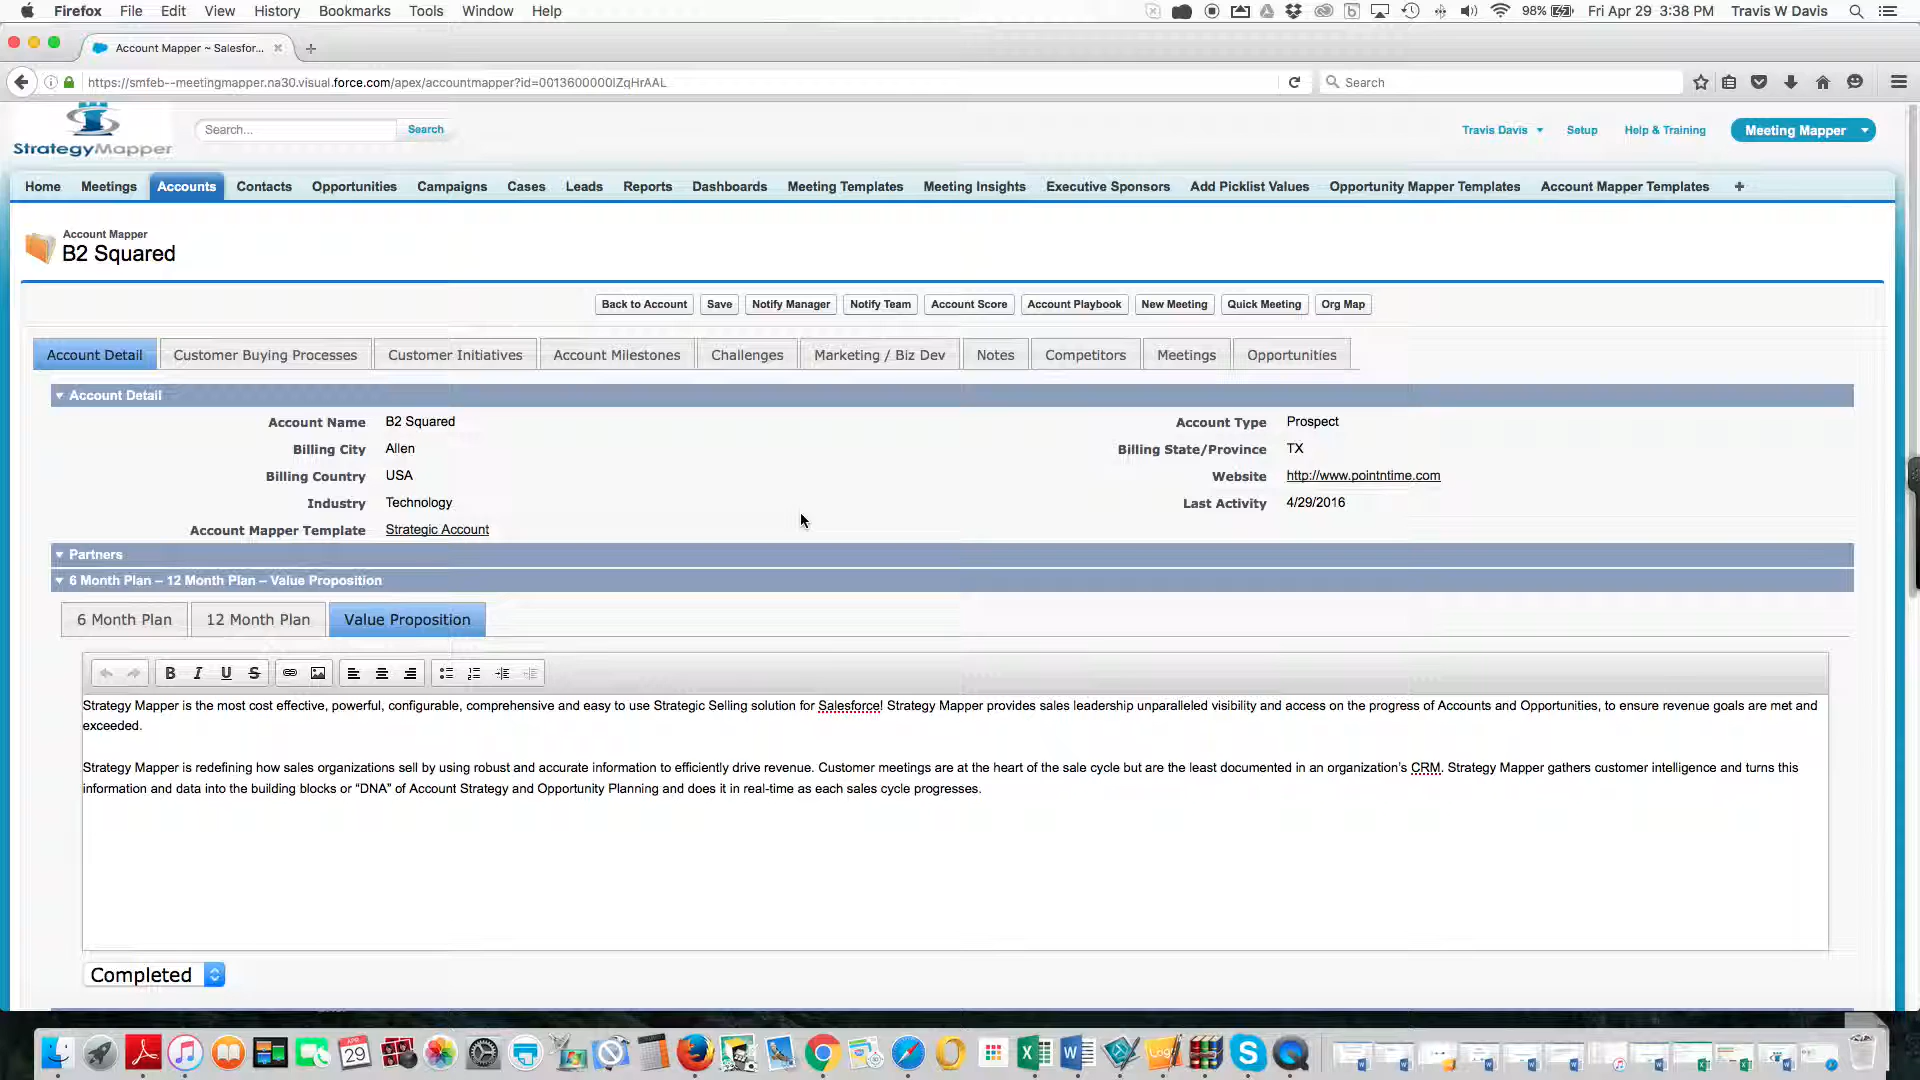 Firefox File Edit View History Bookmarks Tools Window Help 98% Fri Apr 29 3:38 PM Travis W Davis
Account Mapper ~ Salesfor...
https://smfeb--meetingmapper.na30.visual.force.com/apex/accountmapper?id=0013600000IZqHrAAL Search
StrategyMapper Search... Search Travis Davis Setup Help & Training Meeting Mapper
Home Meetings Accounts Contacts Opportunities Campaigns Cases Leads Reports Dashboards Meeting Templates Meeting Insights Executive Sponsors Add Picklist Values Opportunity Mapper Templates Account Mapper Templates +
Account Mapper
B2 Squared
Back to Account Save Notify Manager Notify Team Account Score Account Playbook New Meeting Quick Meeting Org Map
Account Detail Customer Buying Processes Customer Initiatives Account Milestones Challenges Marketing / Biz Dev Notes Competitors Meetings Opportunities
Account Detail
Account Name B2 Squared Account Type Prospect
Billing City Allen Billing State/Province TX
Billing Country USA Website http://www.pointntime.com
Industry Technology Last Activity 4/29/2016
Account Mapper Template Strategic Account
Partners
6 Month Plan – 12 Month Plan – Value Proposition
6 Month Plan 12 Month Plan Value Proposition
B I U S
Strategy Mapper is the most cost effective, powerful, configurable, comprehensive and easy to use Strategic Selling solution for Salesforce! Strategy Mapper provides sales leadership unparalleled visibility and access on the progress of Accounts and Opportunities, to ensure revenue goals are met and
exceeded.
Strategy Mapper is redefining how sales organizations sell by using robust and accurate information to efficiently drive revenue. Customer meetings are at the heart of the sale cycle but are the least documented in an organization's CRM. Strategy Mapper gathers customer intelligence and turns this
information and data into the building blocks or “DNA” of Account Strategy and Opportunity Planning and does it in real-time as each sales cycle progresses.
Completed
APR
29